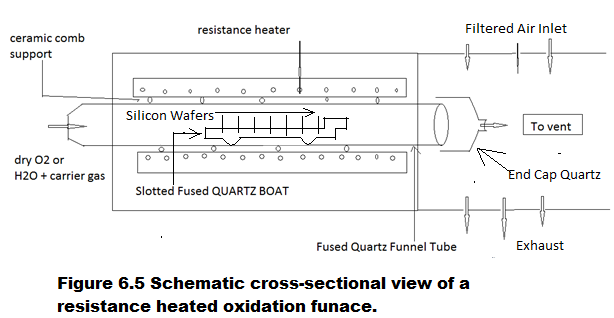 resistance heater
Filtered Air Inlet
ceramic comb
support
Silicon Wafers
To vent
dry O2 or
H2O + carrier gas
End Cap Quartz
Slotted Fused QUARTZ BOAT
Fused Quartz Funnel Tube
Exhaust
Figure 6.5 Schematic cross-sectional view of a
resistance heated oxidation funace.